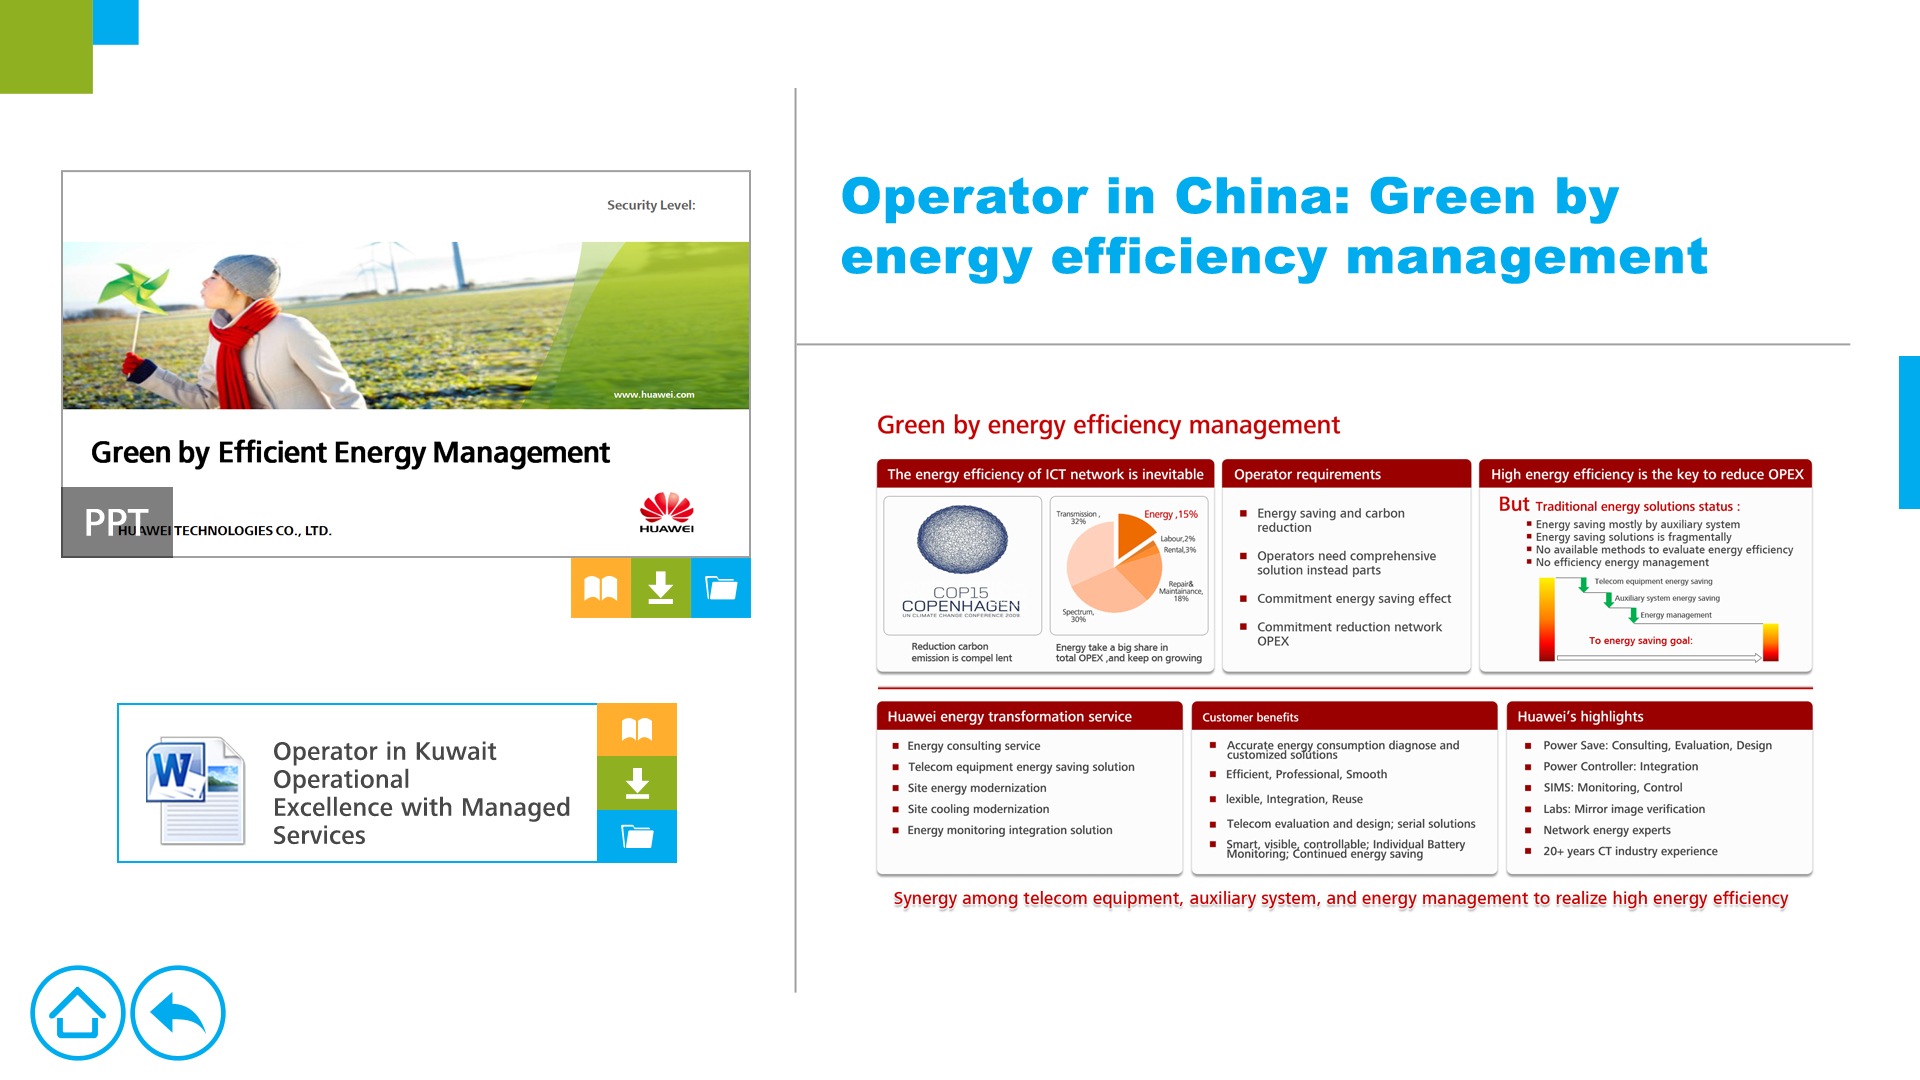 Security Level:
www.huawei.com
Green by Efficient Energy Management
PPT
HUAWEI TECHNOLOGIES CO., LTD.
HUAWEI
W
Operator in Kuwait
Operational
Excellence with Managed
Services
Operator in China: Green by
energy efficiency management
Green by energy efficiency management
The energy efficiency of ICT network is inevitable
COP15
COPENHAGEN
UN CLIMATE CHANGE CONFERENCE 2009
Reduction carbon
emission is compel lent
Transmission ,
32%
Energy ,15%
Labour,2%
Rental,3%
Repair&
Maintainance,
18%
Spectrum,
30%
Energy take a big share in
total OPEX ,and keep on growing
Operator requirements
Energy saving and carbon
reduction
Operators need comprehensive
solution instead parts
Commitment energy saving effect
Commitment reduction network
OPEX
High energy efficiency is the key to reduce OPEX
But Traditional energy solutions status :
Energy saving mostly by auxiliary system
Energy saving solutions is fragmentally
No available methods to evaluate energy efficiency
No efficiency energy management
Telecom equipment energy saving
Auxiliary system energy saving
Energy management
To energy saving goal:
Huawei energy transformation service
Energy consulting service
Telecom equipment energy saving solution
Site energy modernization
Site cooling modernization
Energy monitoring integration solution
Customer benefits
Accurate energy consumption diagnose and
customized solutions
Efficient, Professional, Smooth
lexible, Integration, Reuse
Telecom evaluation and design; serial solutions
Smart, visible, controllable; Individual Battery
Monitoring; Continued energy saving
Huawei's highlights
Power Save: Consulting, Evaluation, Design
Power Controller: Integration
SIMS: Monitoring, Control
Labs: Mirror image verification
Network energy experts
20+ years CT industry experience
Synergy among telecom equipment, auxiliary system, and energy management to realize high energy efficiency